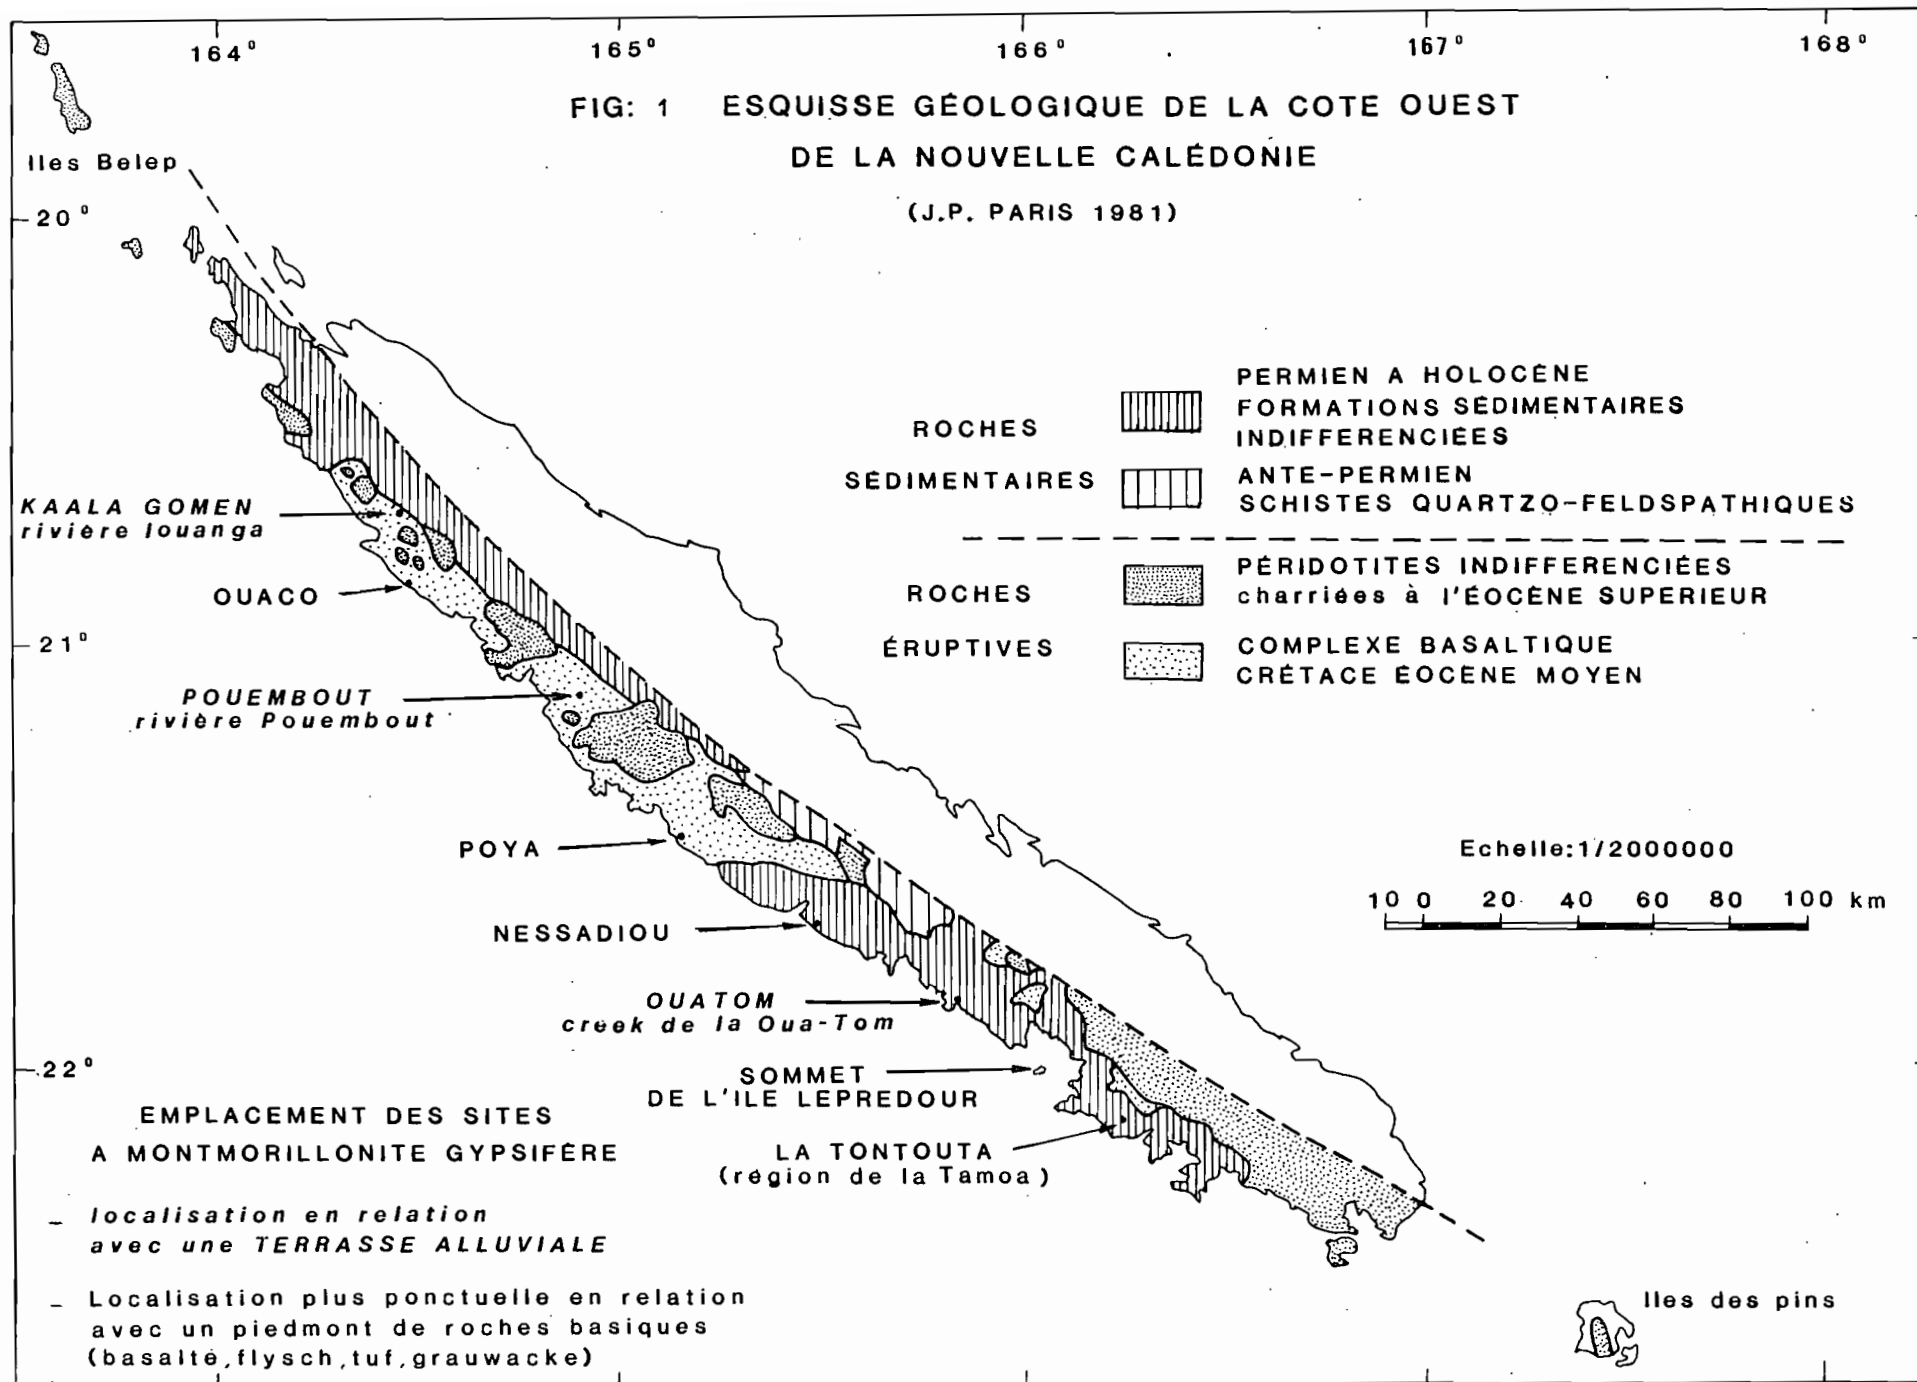 164° 165° 166° 167° 168°
FIG: 1 ESQUISSE GÉOLOGIQUE DE LA COTE OUEST
DE LA NOUVELLE CALÉDONIE
(J.P. PARIS 1981)
Iles Belep
20°
ROCHES
SÉDIMENTAIRES
PERMIEN A HOLOCÈNE
FORMATIONS SÉDIMENTAIRES
INDIFFERENCIÉES
ANTE-PERMIEN
SCHISTES QUARTZO-FELDSPATHIQUES
ROCHES
ÉRUPTIVES
PÉRIDOTITES INDIFFERENCIÉES
charriées à l'ÉOCÈNE SUPERIEUR
COMPLEXE BASALTIQUE
CRÉTACE ÉOCÈNE MOYEN
KAALA GOMEN
rivière Iouanga
OUACO
21°
POUEMBOUT
rivière Pouembout
POYA
NESSADIOU
OUATOM
creek de la Oua-Tom
22°
SOMMET
DE L'ILE LEPREDOUR
LA TONTOUTA
(région de la Tamoa)
Echelle:1/2000000
10 0 20 40 60 80 100 km
EMPLACEMENT DES SITES
A MONTMORILLONITE GYPSIFÈRE
- localisation en relation
avec une TERRASSE ALLUVIALE
- Localisation plus ponctuelle en relation
avec un piedmont de roches basiques
(basalte,flysch,tuf,grauwacke)
Iles des pins